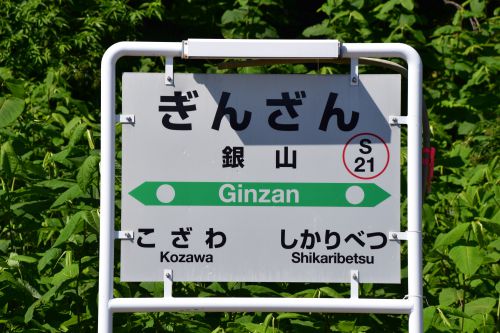 ぎんざん
銀山
S
21
Ginzan
こざわ しかりべつ
Kozawa Shikaribetsu